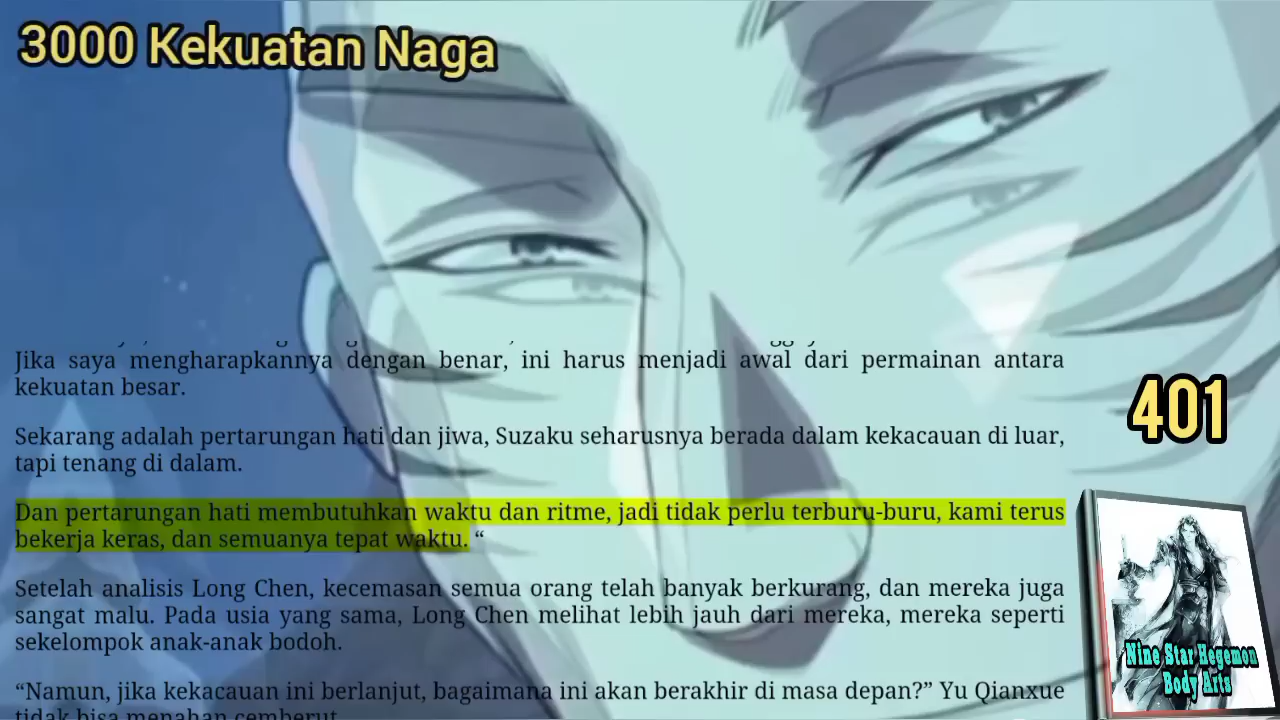 3000 Kekuatan Naga
Jika saya mengharapkannya dengan benar, ini harus menjadi awal dari permainan antara
kekuatan besar.
Sekarang adalah pertarungan hati dan jiwa, Suzaku seharusnya berada dalam kekacauan di luar,
tapi tenang di dalam.
Dan pertarungan hati membutuhkan waktu dan ritme, jadi tidak perlu terburu-buru, kami terus
bekerja keras, dan semuanya tepat waktu. “
Setelah analisis Long Chen, kecemasan semua orang telah banyak berkurang, dan mereka juga
sangat malu. Pada usia yang sama, Long Chen melihat lebih jauh dari mereka, mereka seperti
sekelompok anak-anak bodoh.
“Namun, jika kekacauan ini berlanjut, bagaimana ini akan berakhir di masa depan?” Yu Qianxue
tidak bisa menahan cemberut.
401
Nine Star Hegemon
Body Arts